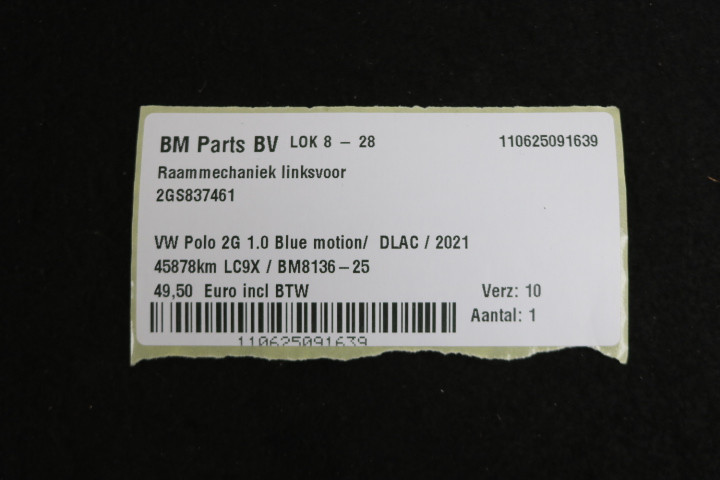 BM Parts BV LOK 8 – 28 110625091639
Raammechaniek linksvoor
2GS837461
VW Polo 2G 1.0 Blue motion/ DLAC / 2021
45878km LC9X / BM8136–25
49,50 Euro incl BTW Verz: 10
Aantal: 1
110625091639